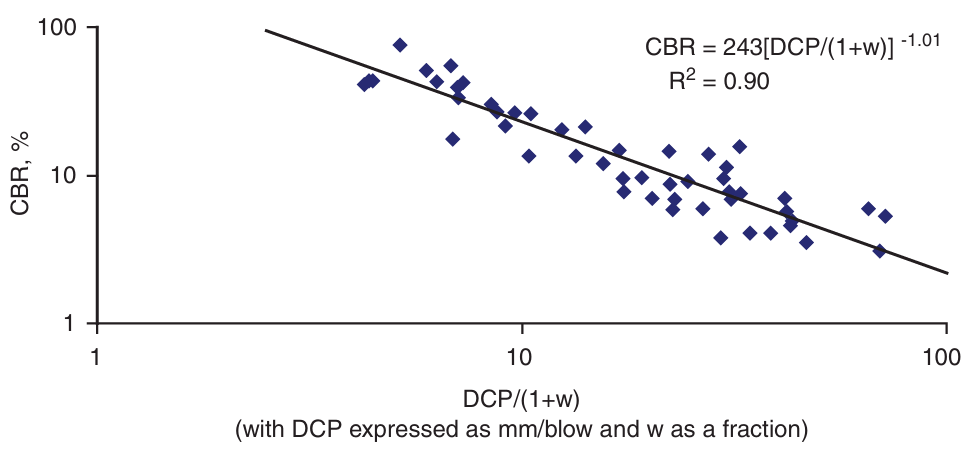 100
CBR = 243[DCP/(1+w)] -1.01
R2 = 0.90
CBR, %
10
1
1
10
100
DCP/(1+w)
(with DCP expressed as mm/blow and w as a fraction)